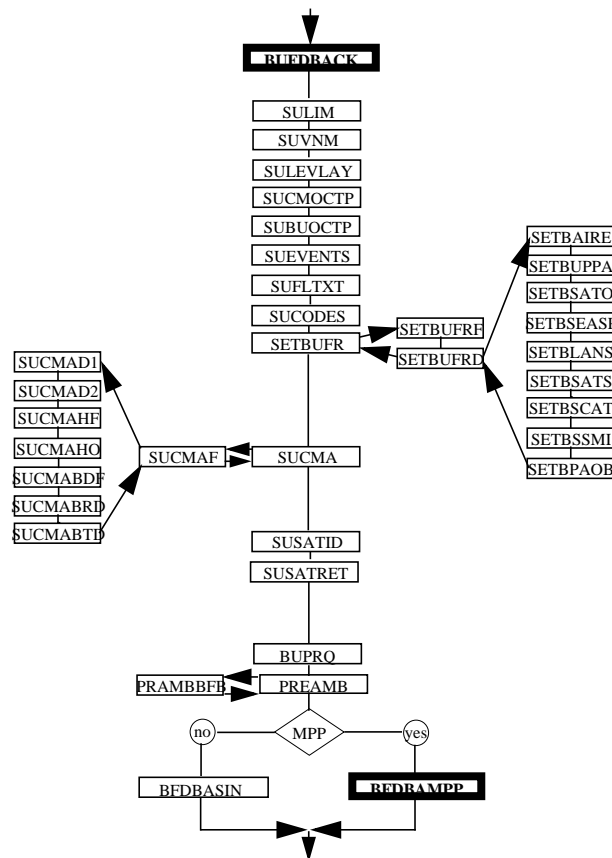 BUFDBACK
SULIM
SUVNM
SULEVLAY
SUCMOCTP
SUBUOCTP
SUEVENTS
SUFLTXT
SUCODES
SETBUFR
SETBUFRF
SETBUFRD
SETBAIRE
SETBUPPA
SETBSATO
SETBSEASE
SETBLANS
SETBSATS
SETBSCAT
SETBSSMI
SETBPAOB
SUCMAD1
SUCMAD2
SUCMAHF
SUCMAHO
SUCMABDF
SUCMABRD
SUCMABTD
SUCMAF
SUCMA
SUSATID
SUSATRET
BUPRQ
PRAMBBFB
PREAMB
no
MPP
yes
BFDBASIN
BFDBAMPP